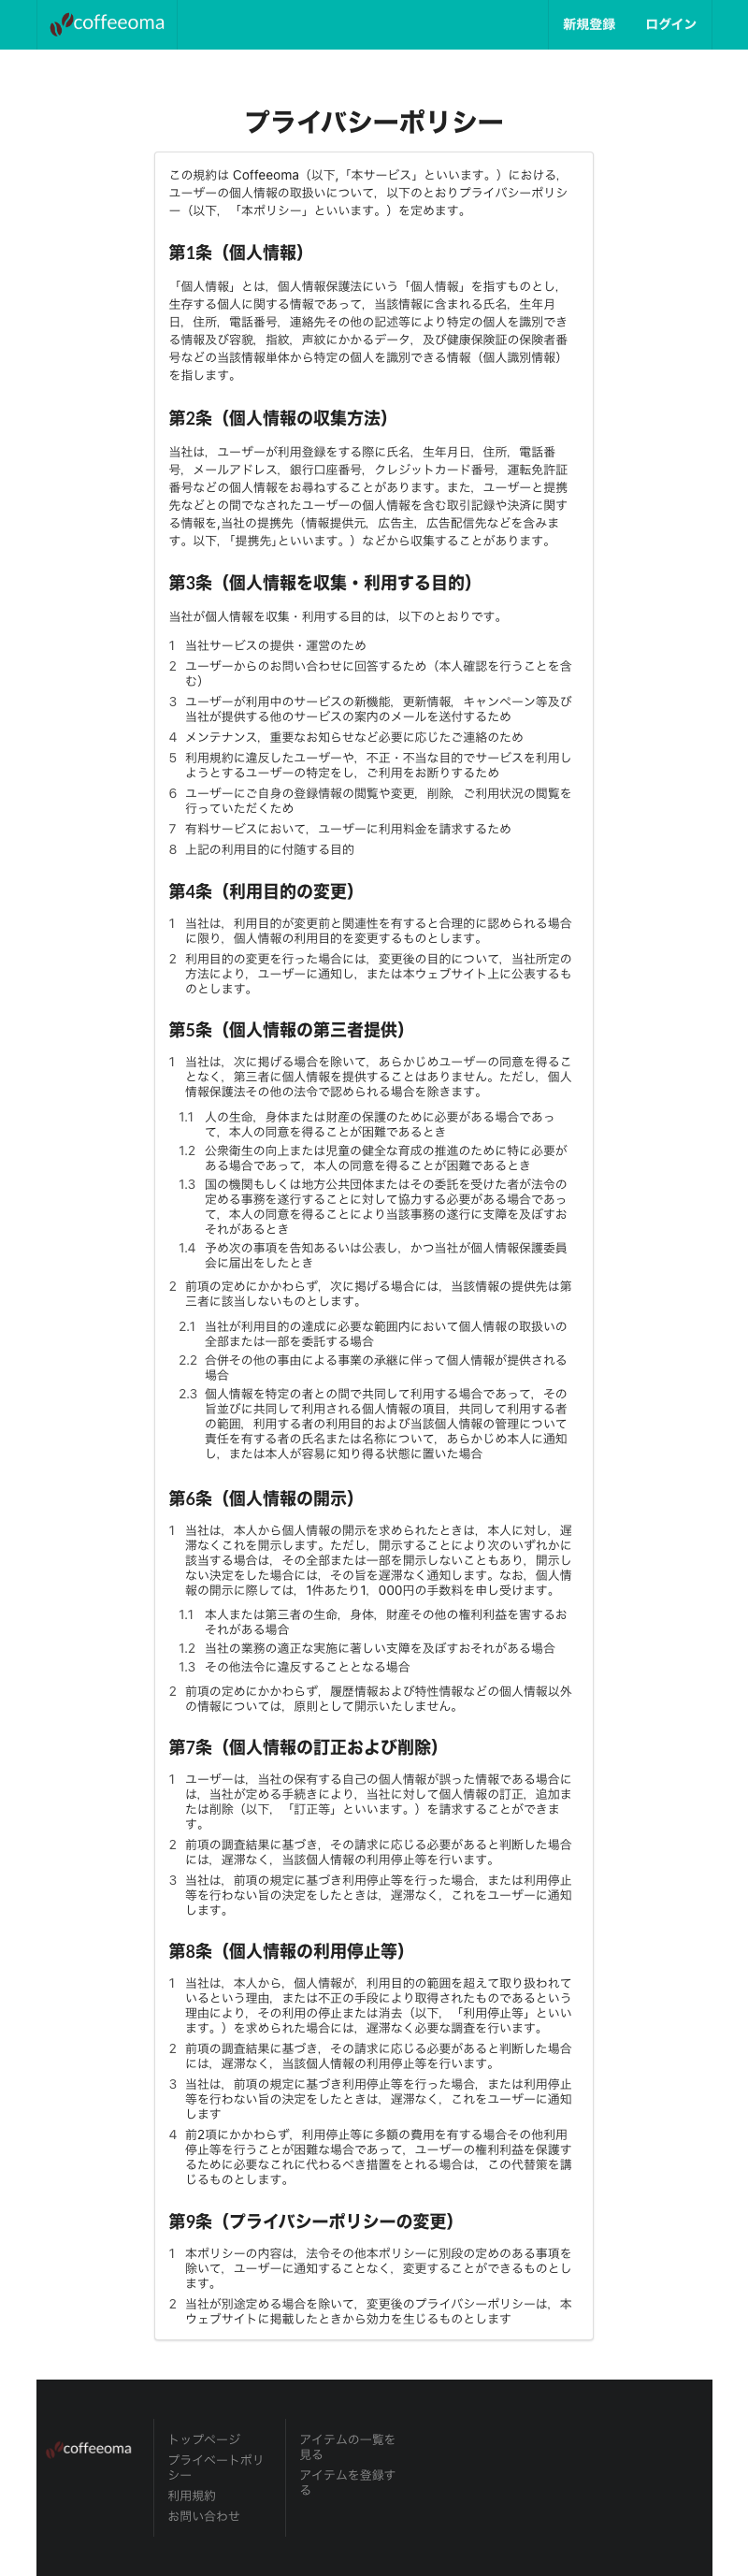 coffeeoma
新規登録
ログイン
プライバシーポリシー
この規約は Coffeeoma（以下,「本サービス」といいます。）における，
ユーザーの個人情報の取扱いについて，以下のとおりプライバシーポリシ
ー（以下，「本ポリシー」といいます。）を定めます。
第1条（個人情報）
「個人情報」とは，個人情報保護法にいう「個人情報」を指すものとし，
生存する個人に関する情報であって，当該情報に含まれる氏名，生年月
日，住所，電話番号，連絡先その他の記述等により特定の個人を識別でき
る情報及び容貌，指紋，声紋にかかるデータ，及び健康保険証の保険者番
号などの当該情報単体から特定の個人を識別できる情報（個人識別情報）
を指します。
第2条（個人情報の収集方法）
当社は，ユーザーが利用登録をする際に氏名，生年月日，住所，電話番
号，メールアドレス，銀行口座番号，クレジットカード番号，運転免許証
番号などの個人情報をお尋ねすることがあります。また，ユーザーと提携
先などとの間でなされたユーザーの個人情報を含む取引記録や決済に関す
る情報を,当社の提携先（情報提供元，広告主，広告配信先などを含みま
す。以下，｢提携先｣といいます。）などから収集することがあります。
第3条（個人情報を収集・利用する目的）
当社が個人情報を収集・利用する目的は，以下のとおりです。
1 当社サービスの提供・運営のため
2 ユーザーからのお問い合わせに回答するため（本人確認を行うことを含
む）
3 ユーザーが利用中のサービスの新機能，更新情報，キャンペーン等及び
当社が提供する他のサービスの案内のメールを送付するため
4 メンテナンス，重要なお知らせなど必要に応じたご連絡のため
5 利用規約に違反したユーザーや，不正・不当な目的でサービスを利用し
ようとするユーザーの特定をし，ご利用をお断りするため
6 ユーザーにご自身の登録情報の閲覧や変更，削除，ご利用状況の閲覧を
行っていただくため
7 有料サービスにおいて，ユーザーに利用料金を請求するため
8 上記の利用目的に付随する目的
第4条（利用目的の変更）
1 当社は，利用目的が変更前と関連性を有すると合理的に認められる場合
に限り，個人情報の利用目的を変更するものとします。
2 利用目的の変更を行った場合には，変更後の目的について，当社所定の
方法により，ユーザーに通知し，または本ウェブサイト上に公表するも
のとします。
第5条（個人情報の第三者提供）
1 当社は，次に掲げる場合を除いて，あらかじめユーザーの同意を得るこ
となく，第三者に個人情報を提供することはありません。ただし，個人
情報保護法その他の法令で認められる場合を除きます。
1.1 人の生命，身体または財産の保護のために必要がある場合であっ
て，本人の同意を得ることが困難であるとき
1.2 公衆衛生の向上または児童の健全な育成の推進のために特に必要が
ある場合であって，本人の同意を得ることが困難であるとき
1.3 国の機関もしくは地方公共団体またはその委託を受けた者が法令の
定める事務を遂行することに対して協力する必要がある場合であっ
て，本人の同意を得ることにより当該事務の遂行に支障を及ぼすお
それがあるとき
1.4 予め次の事項を告知あるいは公表し，かつ当社が個人情報保護委員
会に届出をしたとき
2 前項の定めにかかわらず，次に掲げる場合には，当該情報の提供先は第
三者に該当しないものとします。
2.1 当社が利用目的の達成に必要な範囲内において個人情報の取扱いの
全部または一部を委託する場合
2.2 合併その他の事由による事業の承継に伴って個人情報が提供される
場合
2.3 個人情報を特定の者との間で共同して利用する場合であって，その
旨並びに共同して利用される個人情報の項目，共同して利用する者
の範囲，利用する者の利用目的および当該個人情報の管理について
責任を有する者の氏名または名称について，あらかじめ本人に通知
し，または本人が容易に知り得る状態に置いた場合
第6条（個人情報の開示）
1 当社は，本人から個人情報の開示を求められたときは，本人に対し，遅
滞なくこれを開示します。ただし，開示することにより次のいずれかに
該当する場合は，その全部または一部を開示しないこともあり，開示し
ない決定をした場合には，その旨を遅滞なく通知します。なお，個人情
報の開示に際しては，1件あたり1，000円の手数料を申し受けます。
1.1 本人または第三者の生命，身体，財産その他の権利利益を害するお
それがある場合
1.2 当社の業務の適正な実施に著しい支障を及ぼすおそれがある場合
1.3 その他法令に違反することとなる場合
2 前項の定めにかかわらず，履歴情報および特性情報などの個人情報以外
の情報については，原則として開示いたしません。
第7条（個人情報の訂正および削除）
1 ユーザーは，当社の保有する自己の個人情報が誤った情報である場合に
は，当社が定める手続きにより，当社に対して個人情報の訂正，追加ま
たは削除（以下，「訂正等」といいます。）を請求することができま
す。
2 前項の調査結果に基づき，その請求に応じる必要があると判断した場合
には，遅滞なく，当該個人情報の利用停止等を行います。
3 当社は，前項の規定に基づき利用停止等を行った場合，または利用停止
等を行わない旨の決定をしたときは，遅滞なく，これをユーザーに通知
します。
第8条（個人情報の利用停止等）
1 当社は，本人から，個人情報が，利用目的の範囲を超えて取り扱われて
いるという理由，または不正の手段により取得されたものであるという
理由により，その利用の停止または消去（以下，「利用停止等」といい
ます。）を求められた場合には，遅滞なく必要な調査を行います。
2 前項の調査結果に基づき，その請求に応じる必要があると判断した場合
には，遅滞なく，当該個人情報の利用停止等を行います。
3 当社は，前項の規定に基づき利用停止等を行った場合，または利用停止
等を行わない旨の決定をしたときは，遅滞なく，これをユーザーに通知
します
4 前2項にかかわらず，利用停止等に多額の費用を有する場合その他利用
停止等を行うことが困難な場合であって，ユーザーの権利利益を保護す
るために必要なこれに代わるべき措置をとれる場合は，この代替策を講
じるものとします。
第9条（プライバシーポリシーの変更）
1 本ポリシーの内容は，法令その他本ポリシーに別段の定めのある事項を
除いて，ユーザーに通知することなく，変更することができるものとし
ます。
2 当社が別途定める場合を除いて，変更後のプライバシーポリシーは，本
ウェブサイトに掲載したときから効力を生じるものとします
coffeeoma
トップページ
プライベートポリ
シー
利用規約
お問い合わせ
アイテムの一覧を
見る
アイテムを登録す
る